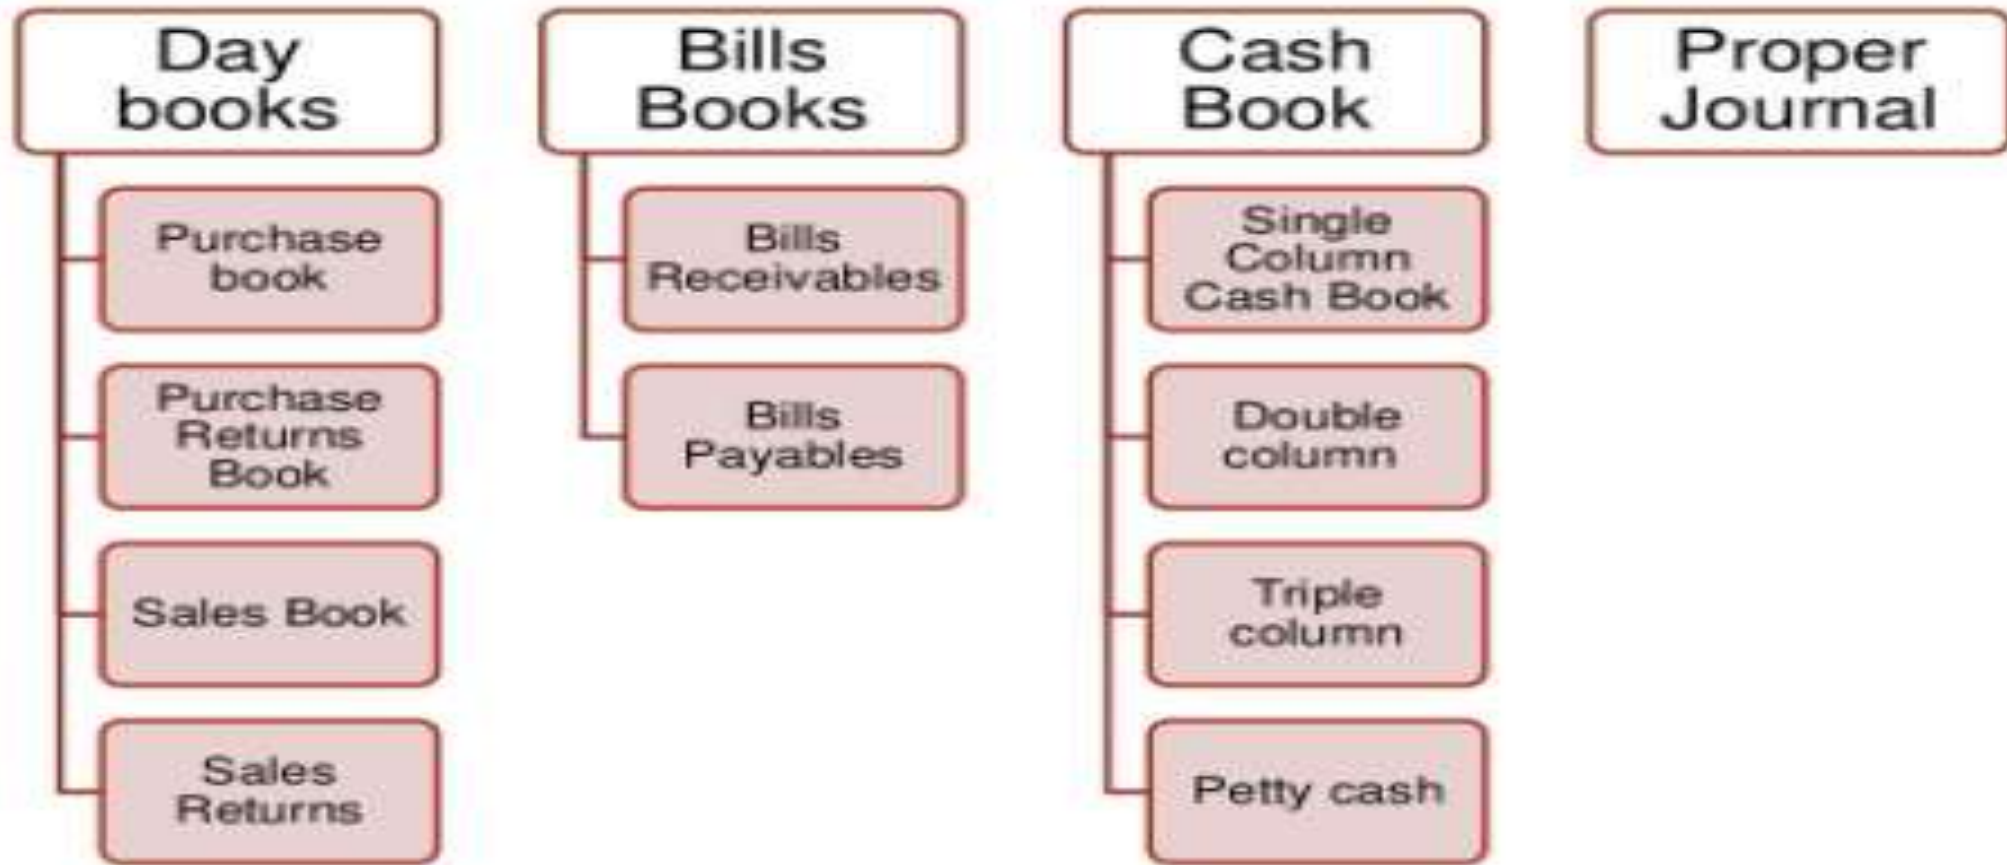 Day
books
Purchase
book
Purchase
Returns
Book
Sales Book
Sales
Returns
Bills
Books
Bills
Receivables
Bills
Payables
Cash
Book
Single
Column
Cash Book
Double
column
Triple
column
Petty cash
Proper
Journal